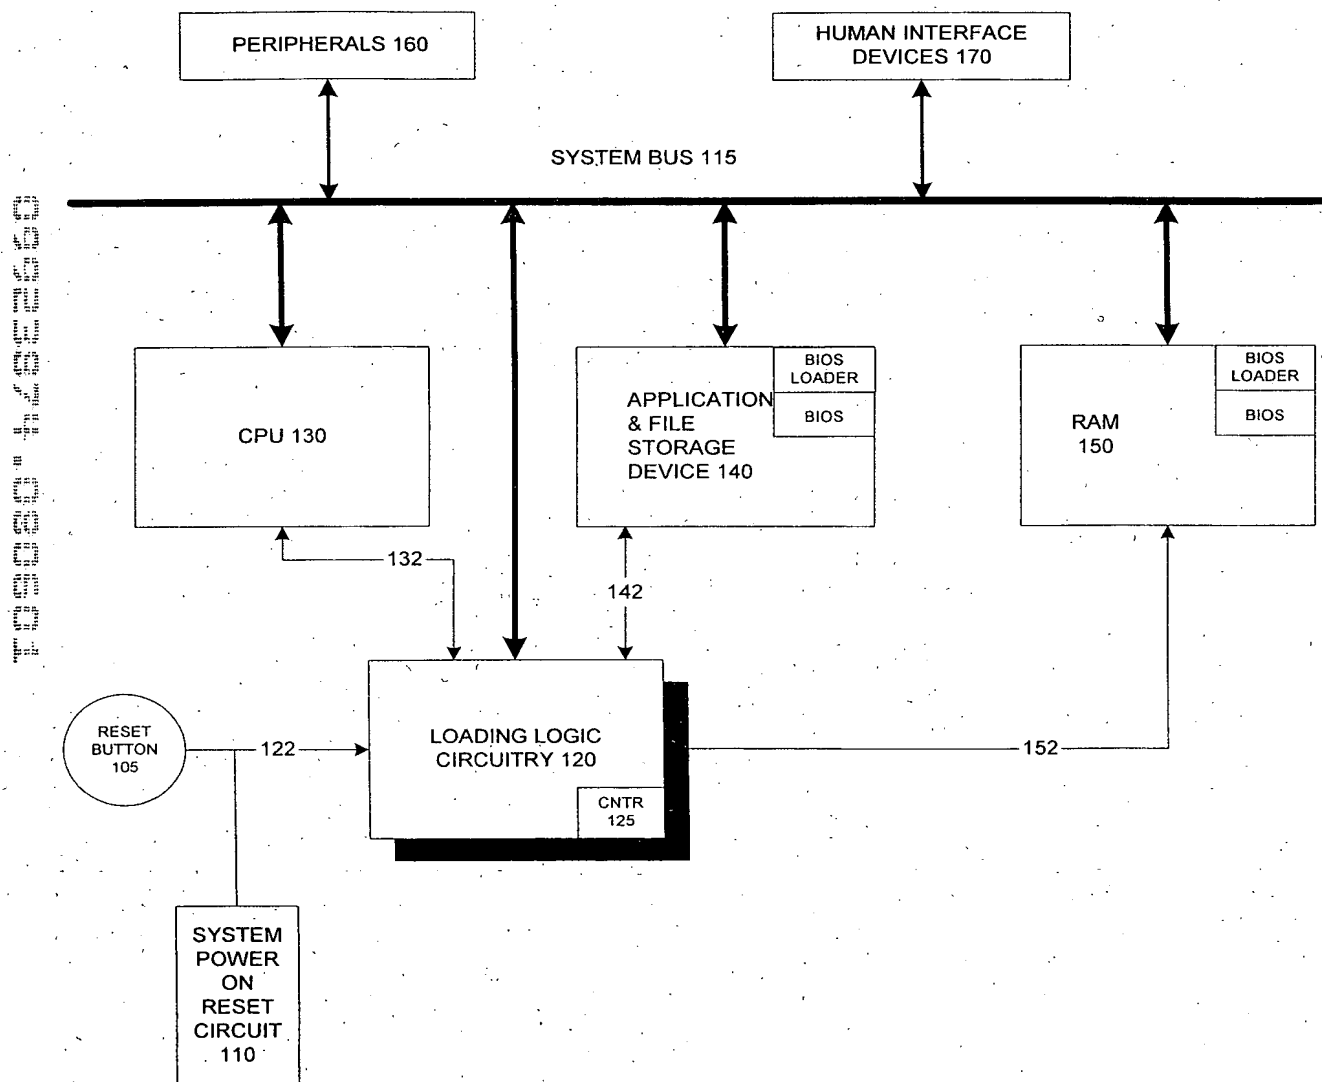 PERIPHERALS 160
HUMAN INTERFACE
DEVICES 170
SYSTEM BUS 115
CPU 130
APPLICATION
& FILE
STORAGE
DEVICE 140
BIOS
LOADER
BIOS
RAM
150
BIOS
LOADER
BIOS
132
142
RESET
BUTTON
105
122
LOADING LOGIC
CIRCUITRY 120
CNTR
125
152
SYSTEM
POWER
ON
RESET
CIRCUIT
110